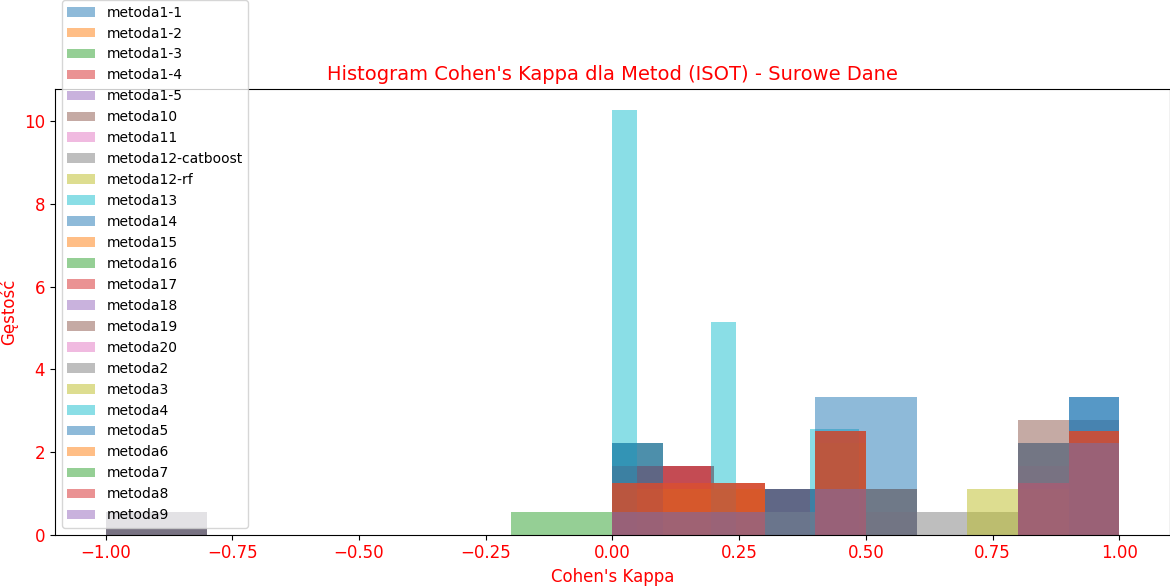 metoda1-1
metoda1-2
metoda1-3
metoda1-4
metoda1-5
metoda10
metoda11
metoda12-catboost
metoda12-rf
metoda13
metoda14
metoda15
metoda16
metoda17
metoda18
metoda19
metoda20
metoda2
metoda3
metoda4
metoda5
metoda6
metoda7
metoda8
metoda9
Histogram Cohen's Kappa dla Metod (ISOT) - Surowe Dane
Gęstość
10
8
6
4
2
0
−1.00 −0.75 −0.50 −0.25 0.00 0.25 0.50 0.75 1.00
Cohen's Kappa